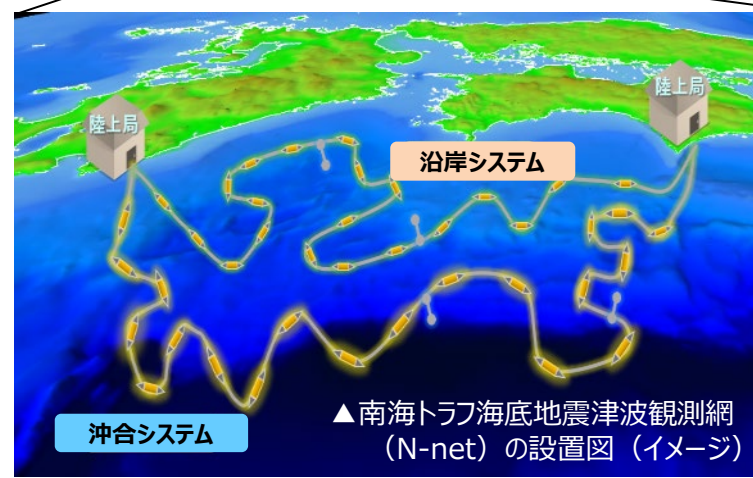 陸上局
陸上局
沿岸システム
沖合システム
▲南海トラフ海底地震津波観測網
（N-net）の設置図（イメージ）